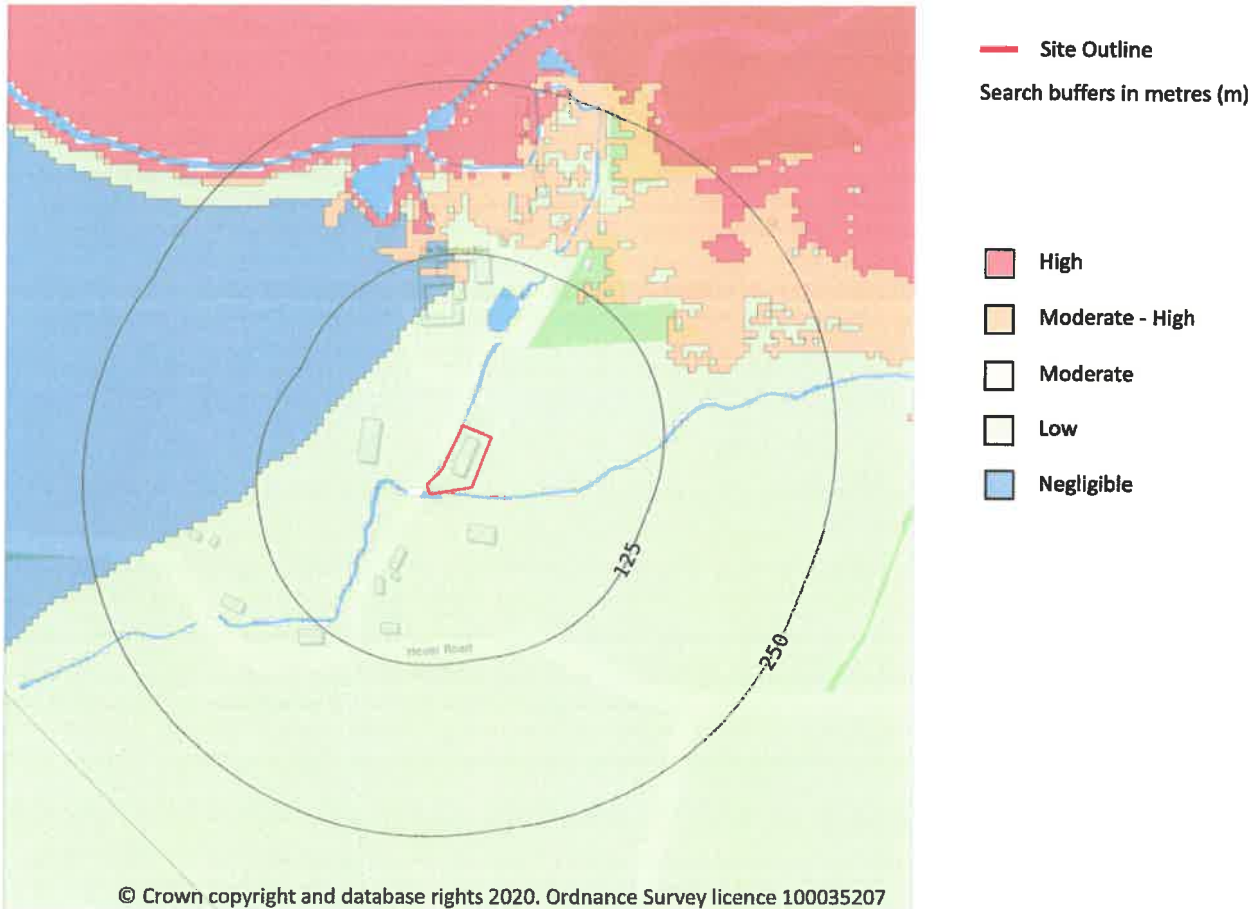 Site Outline
Search buffers in metres (m)
High
Moderate - High
Moderate
Low
Negligible
125
250
Road
© Crown copyright and database rights 2020. Ordnance Survey licence 100035207